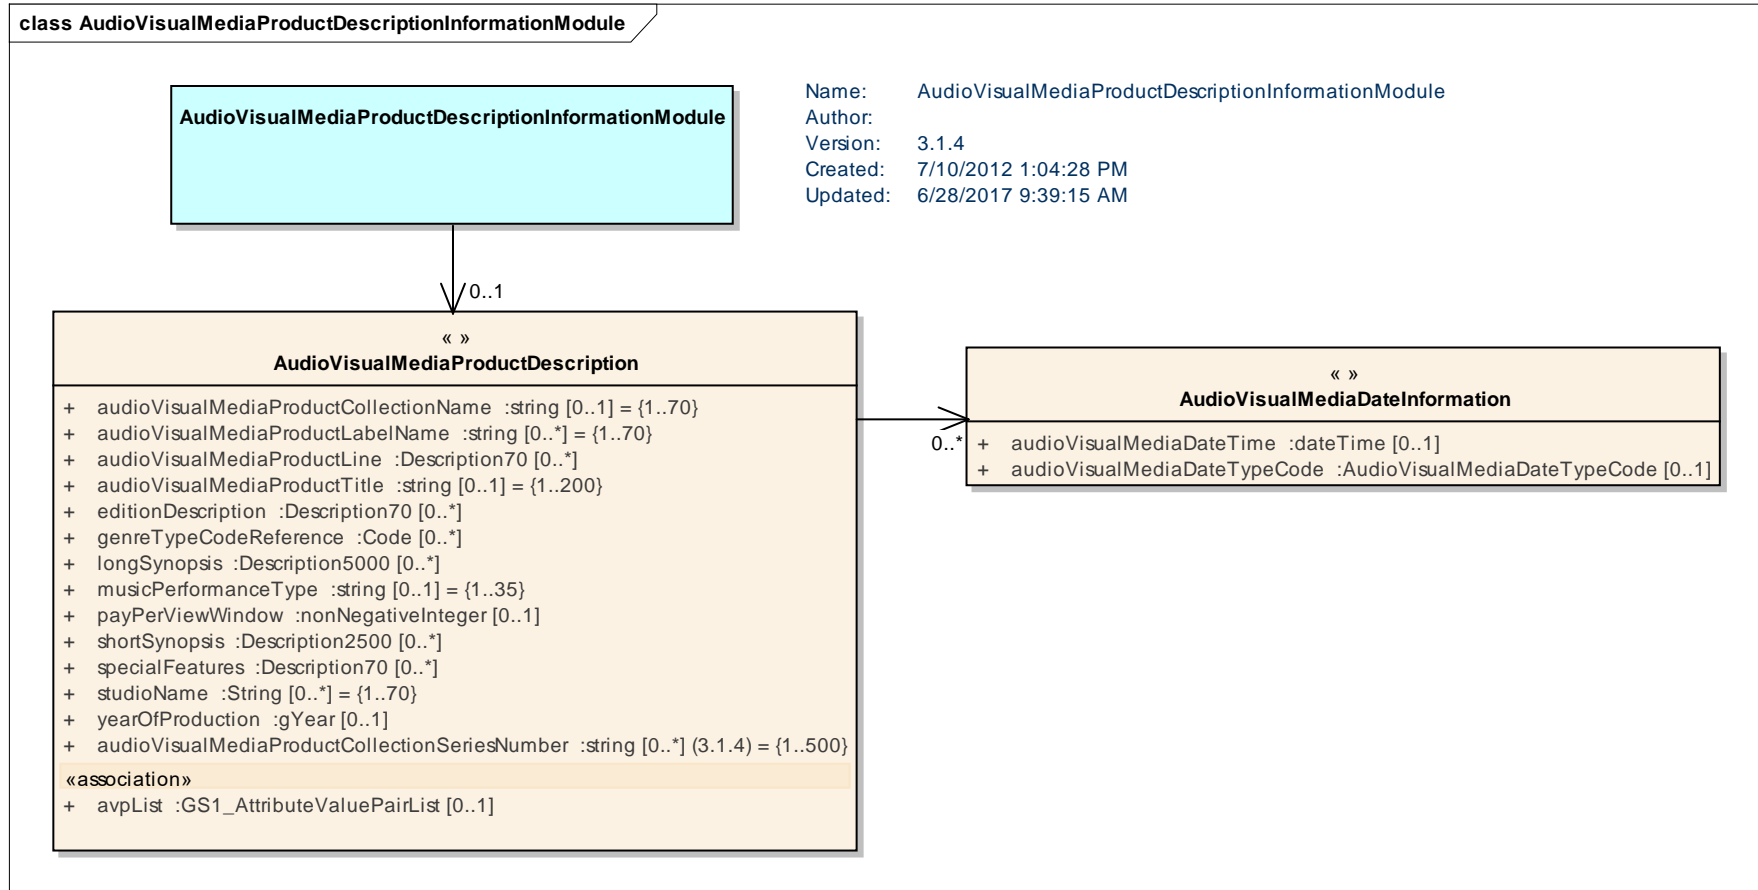 class AudioVisualMediaProductDescriptionInformationModule
AudioVisualMediaProductDescriptionInformationModule
Name: AudioVisualMediaProductDescriptionInformationModule
Author:
Version: 3.1.4
Created: 7/10/2012 1:04:28 PM
Updated: 6/28/2017 9:39:15 AM
0..1
« »
AudioVisualMediaProductDescription
+ audioVisualMediaProductCollectionName :string [0..1] = {1..70}
+ audioVisualMediaProductLabelName :string [0..*] = {1..70}
+ audioVisualMediaProductLine :Description70 [0..*]
+ audioVisualMediaProductTitle :string [0..1] = {1..200}
+ editionDescription :Description70 [0..*]
+ genreTypeCodeReference :Code [0..*]
+ longSynopsis :Description5000 [0..*]
+ musicPerformanceType :string [0..1] = {1..35}
+ payPerViewWindow :nonNegativeInteger [0..1]
+ shortSynopsis :Description2500 [0..*]
+ specialFeatures :Description70 [0..*]
+ studioName :String [0..*] = {1..70}
+ yearOfProduction :gYear [0..1]
+ audioVisualMediaProductCollectionSeriesNumber :string [0..*] (3.1.4) = {1..500}
«association»
+ avpList :GS1_AttributeValuePairList [0..1]
0..*
« »
AudioVisualMediaDateInformation
+ audioVisualMediaDateTime :dateTime [0..1]
+ audioVisualMediaDateTypeCode :AudioVisualMediaDateTypeCode [0..1]